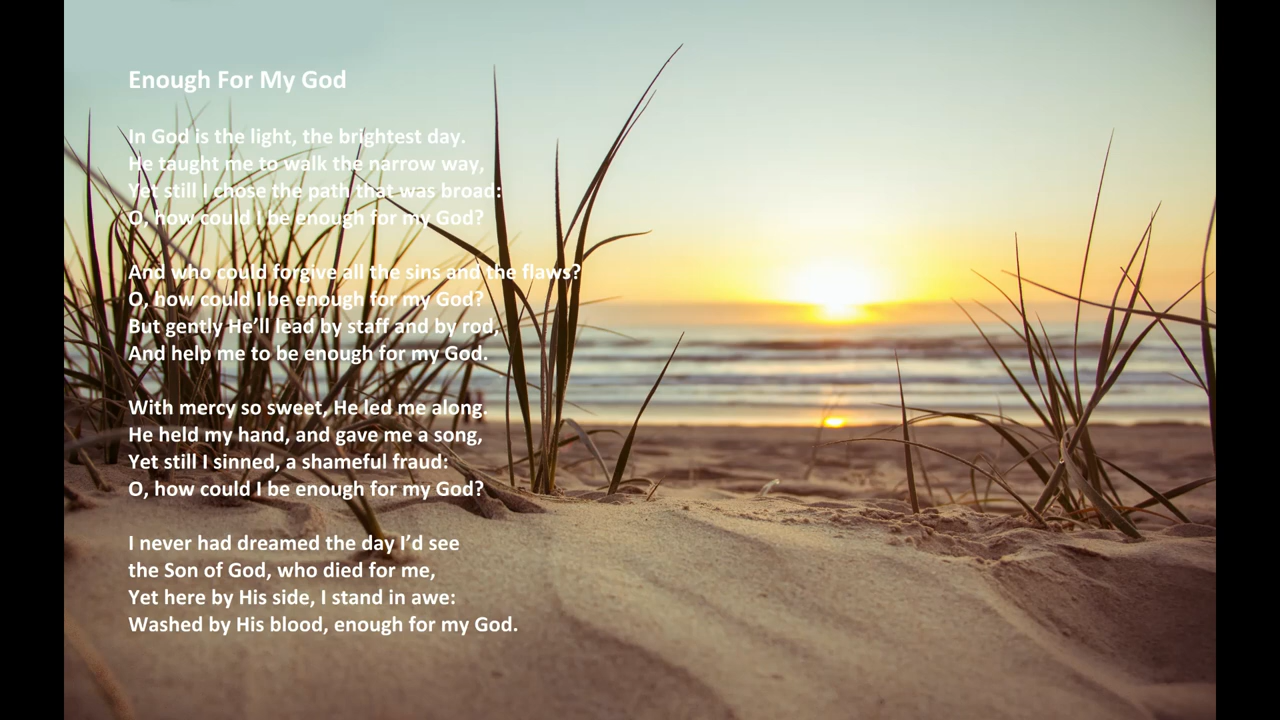 Enough For My God
In God is the light, the brightest day.
He taught me to walk the narrow way,
Yet still I chose the path that was broad:
O, how could I be enough for my God?
And who could forgive all the sins and the flaws?
O, how could I be enough for my God?
But gently He’ll lead by staff and by rod,
And help me to be enough for my God.
With mercy so sweet, He led me along.
He held my hand, and gave me a song,
Yet still I sinned, a shameful fraud:
O, how could I be enough for my God?
I never had dreamed the day I’d see
the Son of God, who died for me,
Yet here by His side, I stand in awe:
Washed by His blood, enough for my God.